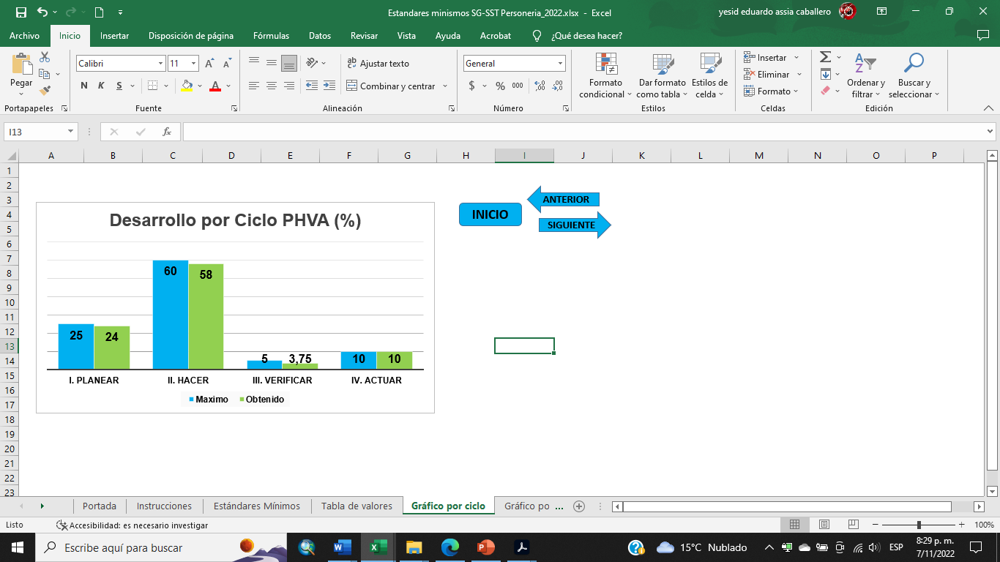 Estandares minismos SG-SST Personeria_2022.xlsx - Excel
yesid eduardo assia caballero
Archivo Inicio Insertar Disposición de página Fórmulas Datos Revisar Vista Ayuda Acrobat ¿Qué desea hacer?
Pegar
Portapapeles
Calibri 11
N K S
A A
A
Fuente
ab Ajustar texto
Combinar y centrar
Alineación
General
$ % 000
Número
Formato condicional
Dar formato como tabla
Estilos de celda
Estilos
Insertar
Eliminar
Formato
Celdas
Ordenar y filtrar
Buscar y seleccionar
Edición
I13
fx
A B C D E F G H I J K L M N O P
1
2
3
4
5
6
7
8
9
10
11
12
13
14
15
16
17
18
19
20
21
22
23
Desarrollo por Ciclo PHVA (%)
25 24 60 58 5 3,75 10 10
I. PLANEAR II. HACER III. VERIFICAR IV. ACTUAR
Maximo Obtenido
INICIO
ANTERIOR
SIGUIENTE
Portada Instrucciones Estándares Mínimos Tabla de valores Gráfico por ciclo Gráfico po ...
Listo Accesibilidad: es necesario investigar 100%
Escribe aquí para buscar
15°C Nublado
ESP
8:29 p. m.
7/11/2022